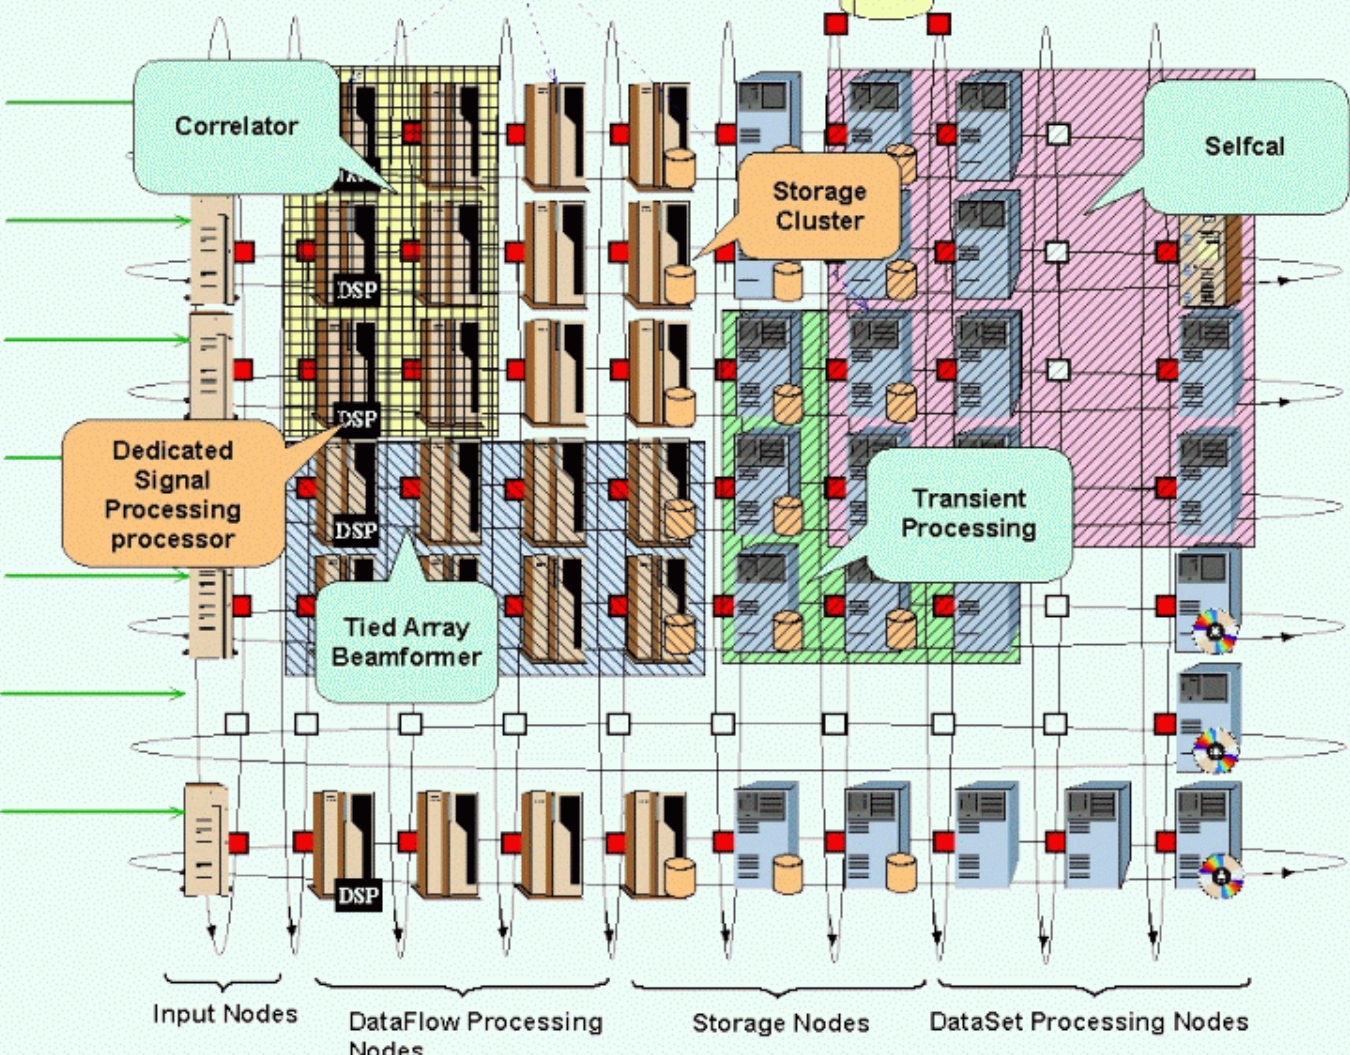 Correlator
Selfcal
Storage
Cluster
DSP
DSP
Dedicated
Signal
Processing
processor
Transient
Processing
DSP
Tied Array
Beamformer
DSP
Input Nodes
DataFlow Processing
Nodes
Storage Nodes
DataSet Processing Nodes